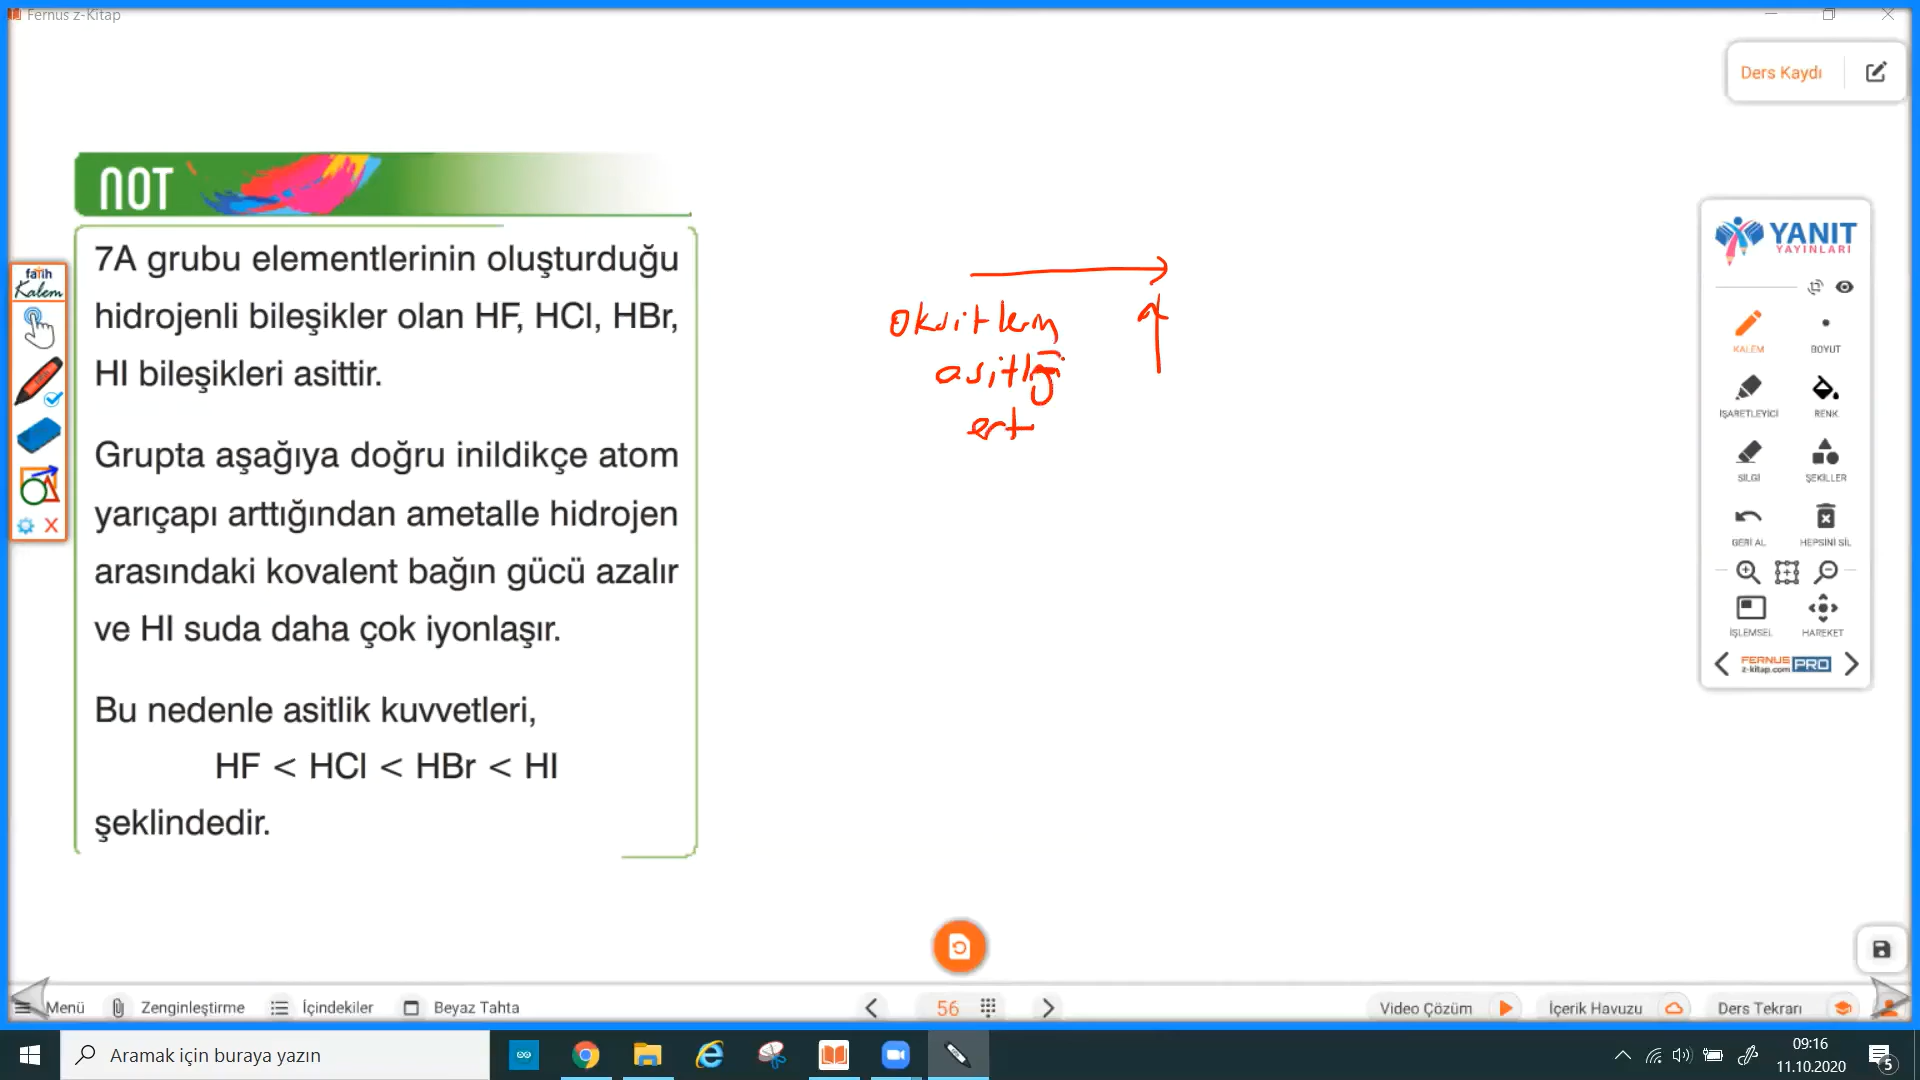 Fernus z-Kitap
Ders Kaydı
NOT
7A grubu elementlerinin oluşturduğu
hidrojenli bileşikler olan HF, HCl, HBr,
HI bileşikleri asittir.
Grupta aşağıya doğru inildikçe atom
yarıçapı arttığından ametalle hidrojen
arasındaki kovalent bağın gücü azalır
ve HI suda daha çok iyonlaşır.
Bu nedenle asitlik kuvvetleri,
HF < HCl < HBr < HI
şeklindedir.
fatih
Kalem
X
asitliği
art
YANIT
YAYINLARI
KALEM
BOYUT
İŞARETLEYİCİ
RENK
SİLGİ
ŞEKİLLER
GERİ AL
HEPSİNİ SİL
İŞLEMSEL
HAREKET
FERNUS PRO
z-kitap.com
Menü
Zenginleştirme
İçindekiler
Beyaz Tahta
56
Video Çözüm
İçerik Havuzu
Ders Tekrarı
Aramak için buraya yazın
09:16
11.10.2020
5